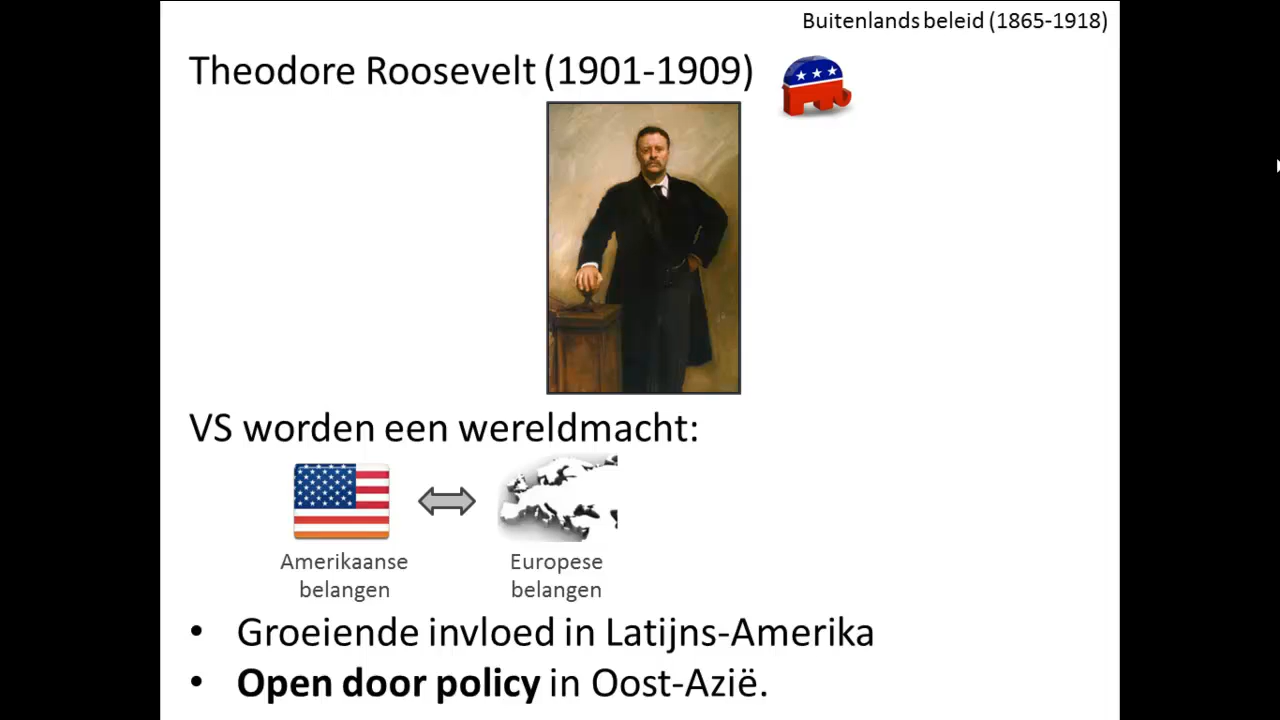 Buitenlands beleid (1865-1918)
Theodore Roosevelt (1901-1909)
VS worden een wereldmacht:
Amerikaanse belangen
Europese belangen
• Groeiende invloed in Latijns-Amerika
• Open door policy in Oost-Azië.